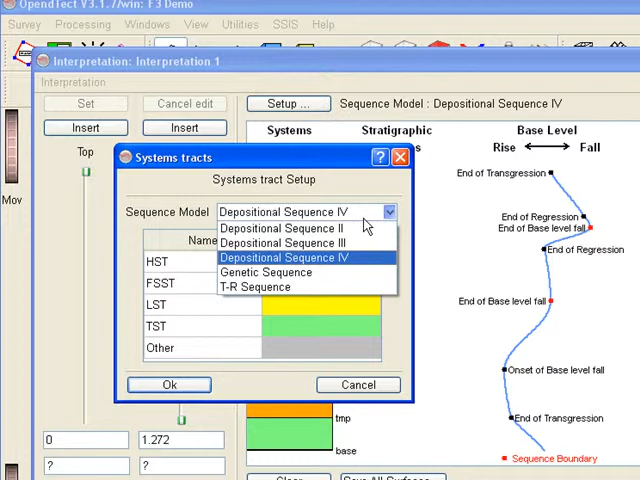 OpendTect V3.1.7/win: F3 Demo
Survey Processing Windows View Utilities SSIS Help
Interpretation: Interpretation 1
Interpretation
Set Cancel edit Setup ... Sequence Model : Depositional Sequence IV
Insert Insert Systems Stratigraphic Base Level
Top Rise Fall
Mov
Systems tracts
Systems tract Setup
Sequence Model Depositional Sequence IV
Depositional Sequence II
Depositional Sequence III
Depositional Sequence IV
Genetic Sequence
T-R Sequence
Name
HST
FSST
LST
TST
Other
Ok Cancel
End of Transgression
End of Regression
End of Base level fall
End of Regression
End of Base level fall
Onset of Base level fall
End of Transgression
Sequence Boundary
tmp
base
0 1.272
? ?
Clear Save All Surfaces...